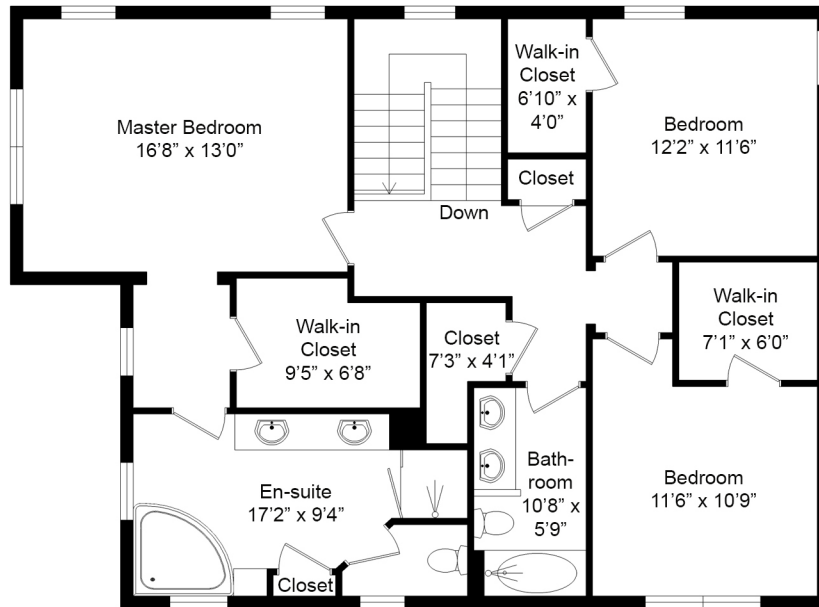 Walk-in
Closet
6’10” x
4’0”
Master Bedroom
16’8” x 13’0”
Bedroom
12’2” x 11’6”
Closet
Down
Walk-in
Closet
9’5” x 6’8”
Closet
7’3” x 4’1”
Walk-in
Closet
7’1” x 6’0”
En-suite
17’2” x 9’4”
Bath-
room
10’8” x
5’9”
Bedroom
11’6” x 10’9”
Closet